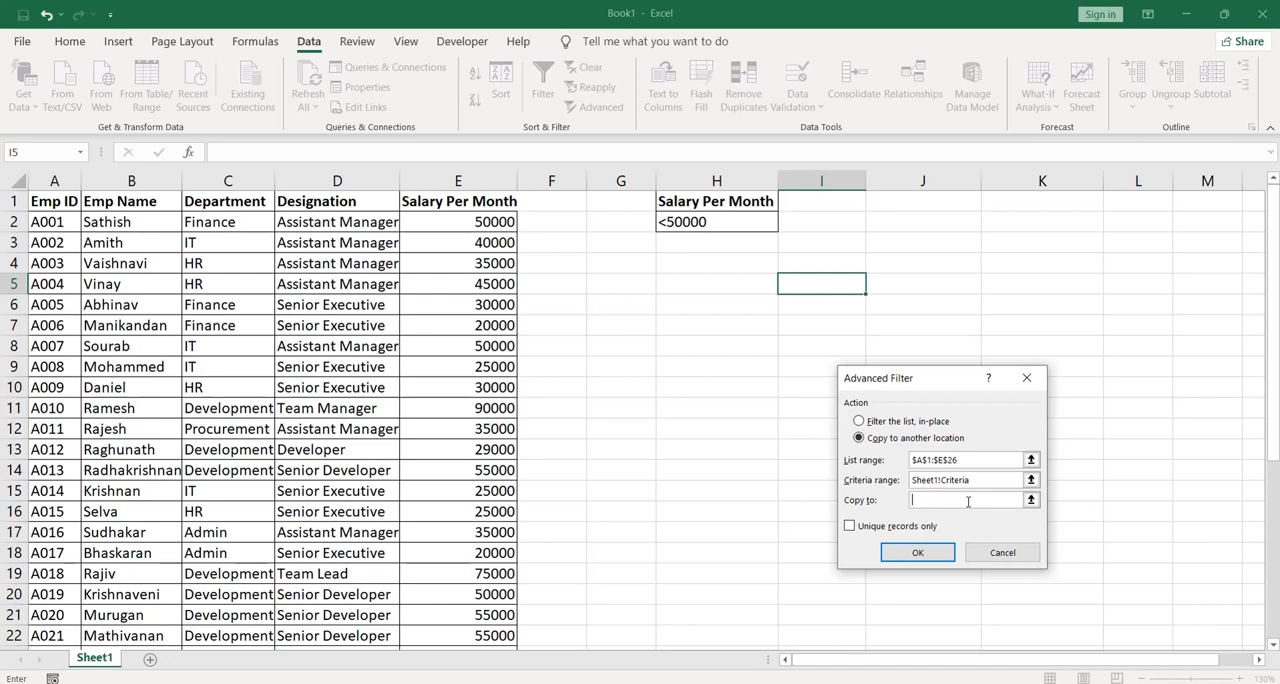 Book1 - Excel
Sign in
File Home Insert Page Layout Formulas Data Review View Developer Help Tell me what you want to do Share
Get Data From Text/CSV From Web From Table/ Range Recent Sources Existing Connections
Get & Transform Data
Refresh All Queries & Connections Properties Edit Links
Queries & Connections
Sort Filter Clear Reapply Advanced
Sort & Filter
Text to Columns Flash Fill Remove Duplicates Data Validation Consolidate Relationships Manage Data Model
Data Tools
What-If Analysis Forecast Sheet
Forecast
Group Ungroup Subtotal
Outline
I5 fx
A B C D E F G H I J K L M
1 Emp ID Emp Name Department Designation Salary Per Month Salary Per Month
2 A001 Sathish Finance Assistant Manager 50000 <50000
3 A002 Amith IT Assistant Manager 40000
4 A003 Vaishnavi HR Assistant Manager 35000
5 A004 Vinay HR Assistant Manager 45000
6 A005 Abhinav Finance Senior Executive 30000
7 A006 Manikandan Finance Senior Executive 20000
8 A007 Sourab IT Assistant Manager 50000
9 A008 Mohammed IT Senior Executive 25000
10 A009 Daniel HR Senior Executive 30000
11 A010 Ramesh Development Team Manager 90000
12 A011 Rajesh Procurement Assistant Manager 35000
13 A012 Raghunath Development Developer 29000
14 A013 Radhakrishnan Development Senior Developer 55000
15 A014 Krishnan IT Senior Executive 25000
16 A015 Selva HR Senior Executive 25000
17 A016 Sudhakar Admin Assistant Manager 35000
18 A017 Bhaskaran Admin Senior Executive 20000
19 A018 Rajiv Development Team Lead 75000
20 A019 Krishnaveni Development Senior Developer 50000
21 A020 Murugan Development Senior Developer 55000
22 A021 Mathivanan Development Senior Developer 55000
Advanced Filter ?
Action
Filter the list, in-place
Copy to another location
List range: $A$1:$E$26
Criteria range: Sheet1!Criteria
Copy to:
Unique records only
OK Cancel
Sheet1
Enter 130%